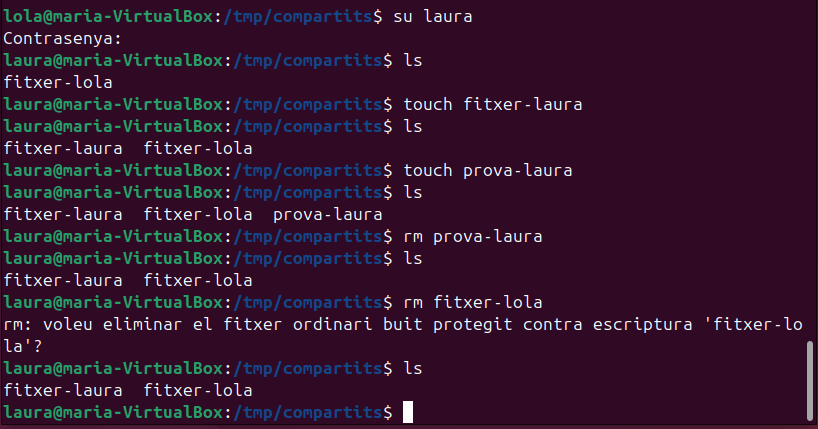 lola@maria-VirtualBox:/tmp/compartits$ su laura
Contrasenya:
laura@maria-VirtualBox:/tmp/compartits$ ls
fitxer-lola
laura@maria-VirtualBox:/tmp/compartits$ touch fitxer-laura
laura@maria-VirtualBox:/tmp/compartits$ ls
fitxer-laura  fitxer-lola
laura@maria-VirtualBox:/tmp/compartits$ touch prova-laura
laura@maria-VirtualBox:/tmp/compartits$ ls
fitxer-laura  fitxer-lola  prova-laura
laura@maria-VirtualBox:/tmp/compartits$ rm prova-laura
laura@maria-VirtualBox:/tmp/compartits$ ls
fitxer-laura  fitxer-lola
laura@maria-VirtualBox:/tmp/compartits$ rm fitxer-lola
rm: voleu eliminar el fitxer ordinari buit protegit contra escriptura 'fitxer-lo
la'?
laura@maria-VirtualBox:/tmp/compartits$ ls
fitxer-laura  fitxer-lola
laura@maria-VirtualBox:/tmp/compartits$